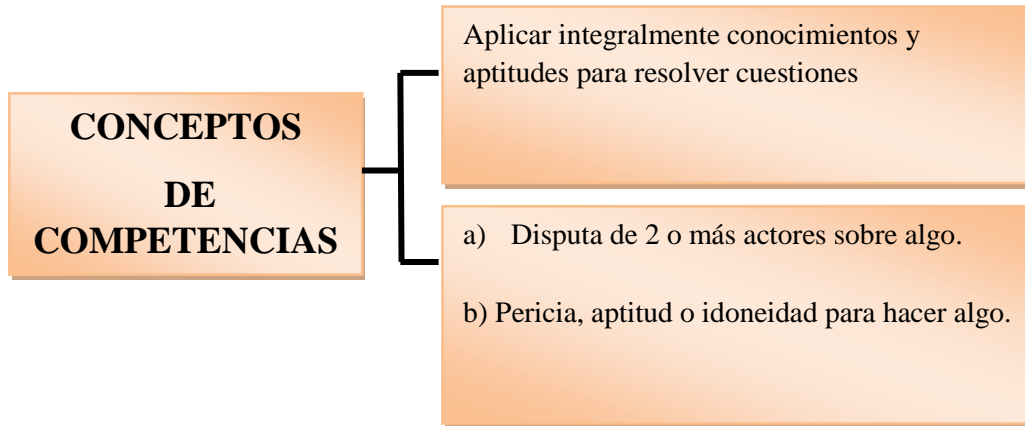 CONCEPTOS
DE
COMPETENCIAS
Aplicar integralmente conocimientos y
aptitudes para resolver cuestiones
a) Disputa de 2 o más actores sobre algo.
b) Pericia, aptitud o idoneidad para hacer algo.